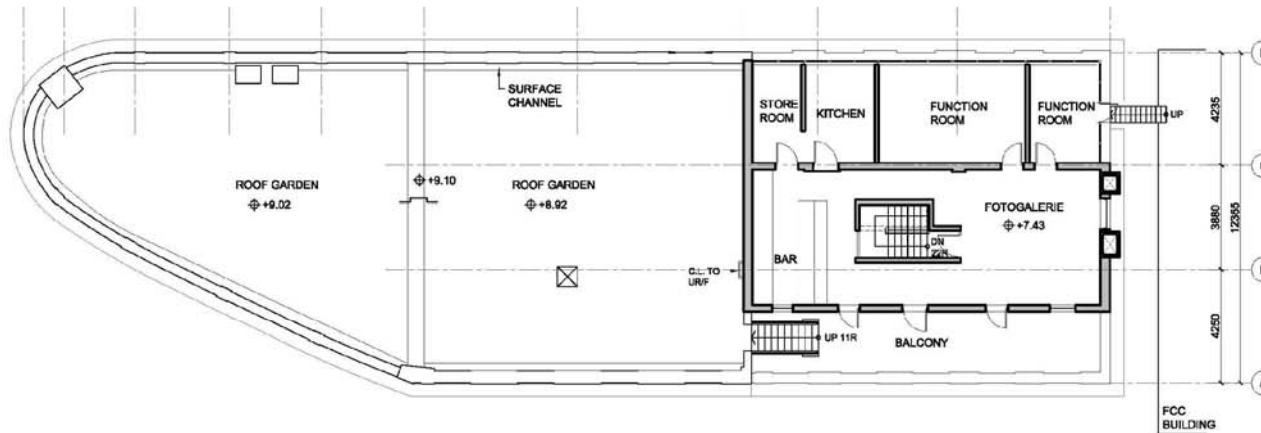 SURFACE
CHANNEL
STORE
ROOM
KITCHEN
FUNCTION
ROOM
FUNCTION
ROOM
UP
4235
ROOF GARDEN
+9.02
+9.10
ROOF GARDEN
+8.92
FOTOGALERIE
+7.43
3880
12365
C.L. TO
UR/F
BAR
DN
22R
UP 11R
BALCONY
4250
FCC
BUILDING